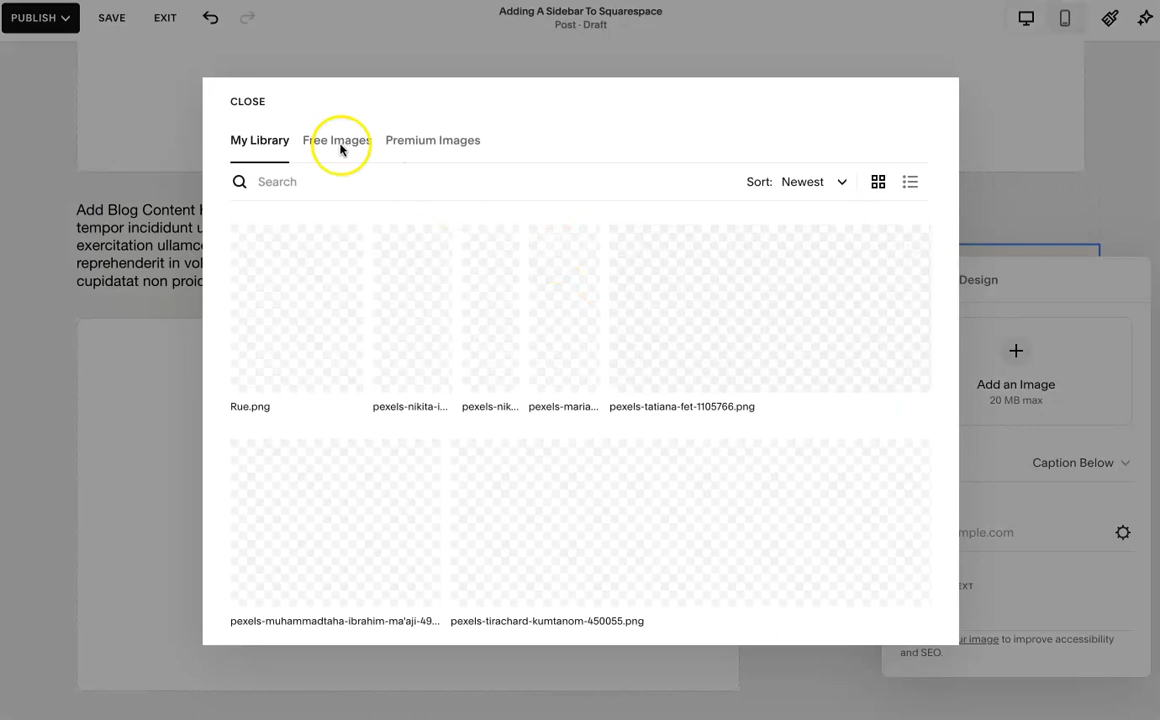 PUBLISH
SAVE
EXIT
Adding A Sidebar To Squarespace
Post · Draft
CLOSE
My Library
Free Images
Premium Images
Search
Sort: Newest
Add Blog Content
tempor incididunt
exercitation ullamc
reprehenderit in vol
cupidatat non proid
Design
Rue.png
pexels-nikita-i...
pexels-nik...
pexels-maria...
pexels-tatiana-fet-1105766.png
Add an Image
20 MB max
Caption Below
mple.com
EXT
pexels-muhammadtaha-ibrahim-ma'aji-49...
pexels-tirachard-kumtanom-450055.png
ur image to improve accessibility
and SEO.